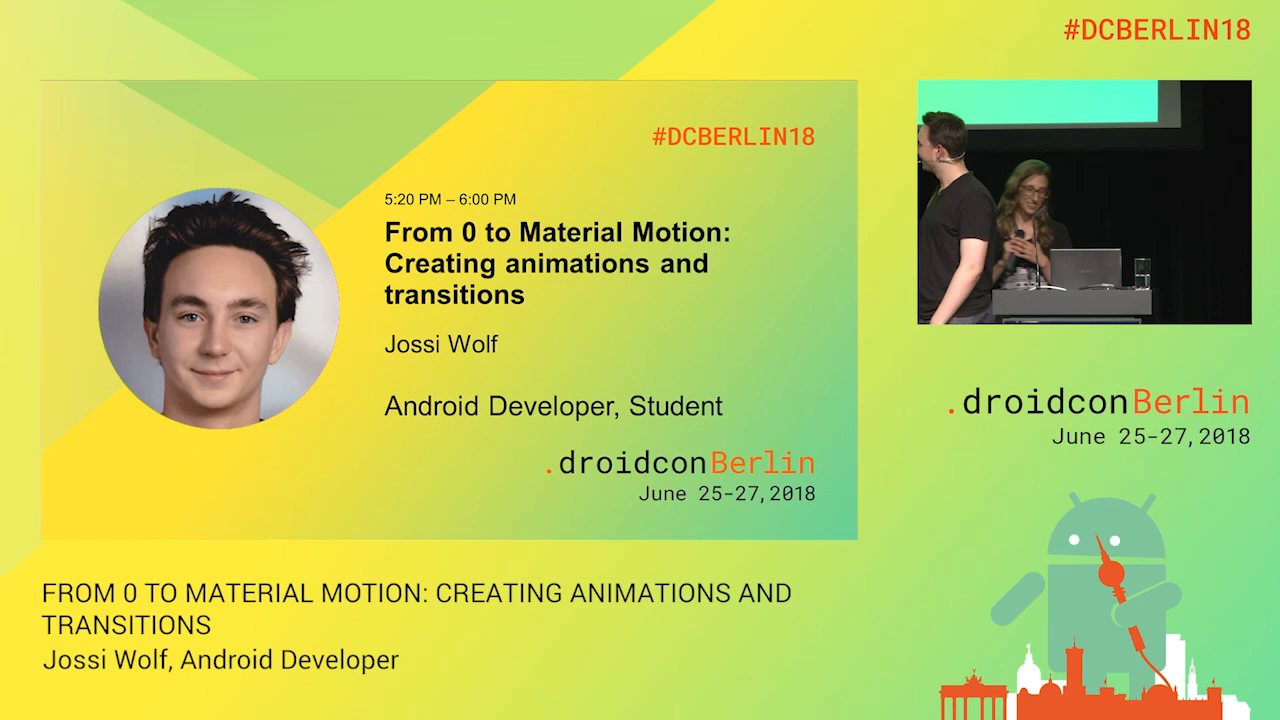 #DCBERLIN18
#DCBERLIN18
5:20 PM – 6:00 PM
From 0 to Material Motion:
Creating animations and
transitions
Jossi Wolf
Android Developer, Student
.droidconBerlin
June 25-27,2018
.droidconBerlin
June 25-27,2018
FROM 0 TO MATERIAL MOTION: CREATING ANIMATIONS AND
TRANSITIONS
Jossi Wolf, Android Developer